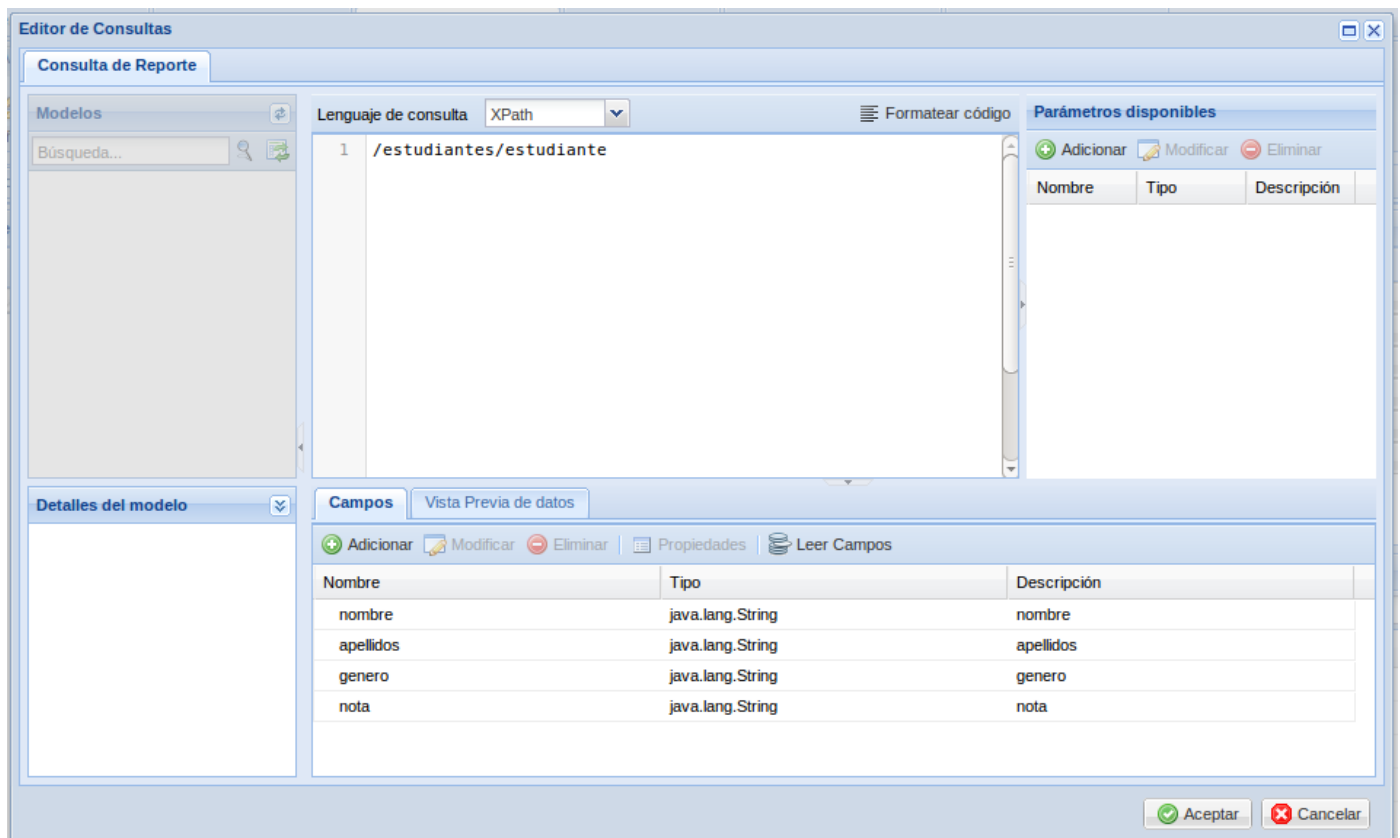 Editor de Consultas
Consulta de Reporte
Modelos
Búsqueda...
Lenguaje de consulta XPath Formatear código
1 /estudiantes/estudiante
Parámetros disponibles
Adicionar Modificar Eliminar
Nombre Tipo Descripción
Detalles del modelo
Campos Vista Previa de datos
Adicionar Modificar Eliminar Propiedades Leer Campos
Nombre Tipo Descripción
nombre java.lang.String nombre
apellidos java.lang.String apellidos
genero java.lang.String genero
nota java.lang.String nota
Aceptar Cancelar